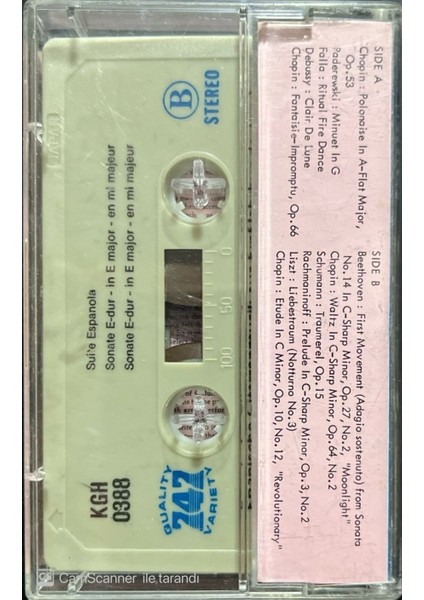 B STEREO
0 50 100
Suite Espanola
Sonate E-dur - in E major - en mi majeur
Sonate E-dur - in E major - en mi majeur
KGH
0388
QUALITY
747
VARIETY
SIDE A
Chopin : Polonaise In A-Flat Major,
Op.53
Paderewski : Minuet In G
Falla : Ritual Fire Dance
Debussy : Clair De Lune
Chopin : Fantaisie-Impromptu, Op.66
SIDE B
Beethoven : First Movement (Adagio sostenuto) from Sonata
No.14 In C-Sharp Minor, Op.27, No.2, "Moonlight"
Chopin : Waltz In C-Sharp Minor, Op.64, No.2
Schumann : Traumerei, Op.15
Rachmaninoff : Prelude In C-Sharp Minor, Op.3, No.2
Liszt : Liebestraum (Notturno No.3)
Chopin : Etude In C Minor, Op.10, No.12, "Revolutionary"
CamScanner ile tarandı